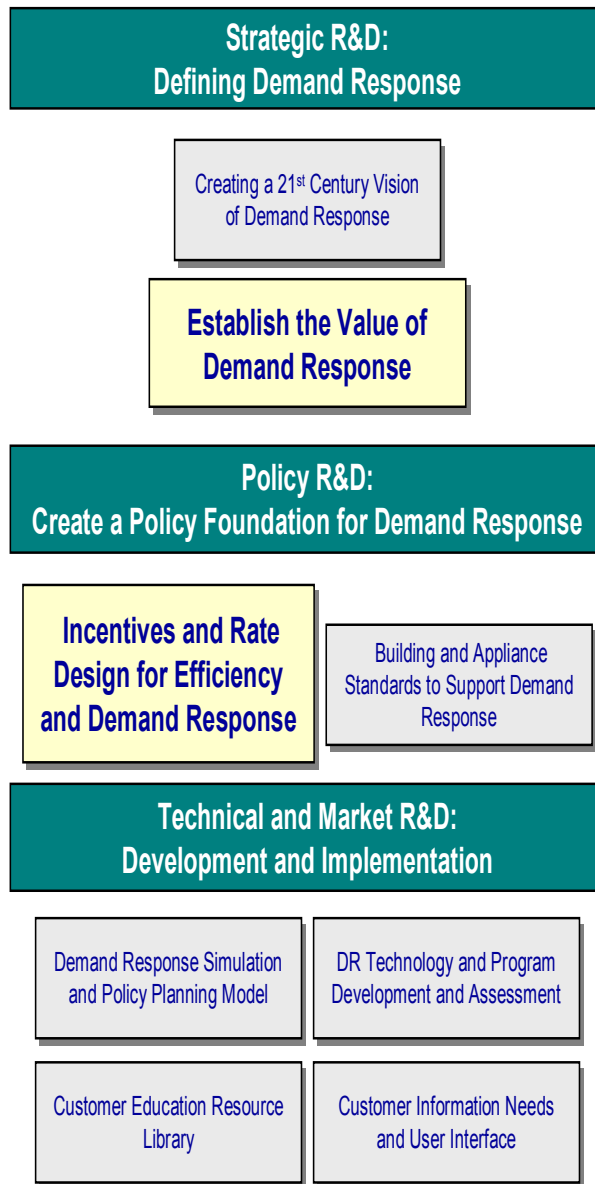 Strategic R&D:
Defining Demand Response
Creating a 21st Century Vision
of Demand Response
Establish the Value of
Demand Response
Policy R&D:
Create a Policy Foundation for Demand Response
Incentives and Rate
Design for Efficiency
and Demand Response
Building and Appliance
Standards to Support Demand
Response
Technical and Market R&D:
Development and Implementation
Demand Response Simulation
and Policy Planning Model
DR Technology and Program
Development and Assessment
Customer Education Resource
Library
Customer Information Needs
and User Interface